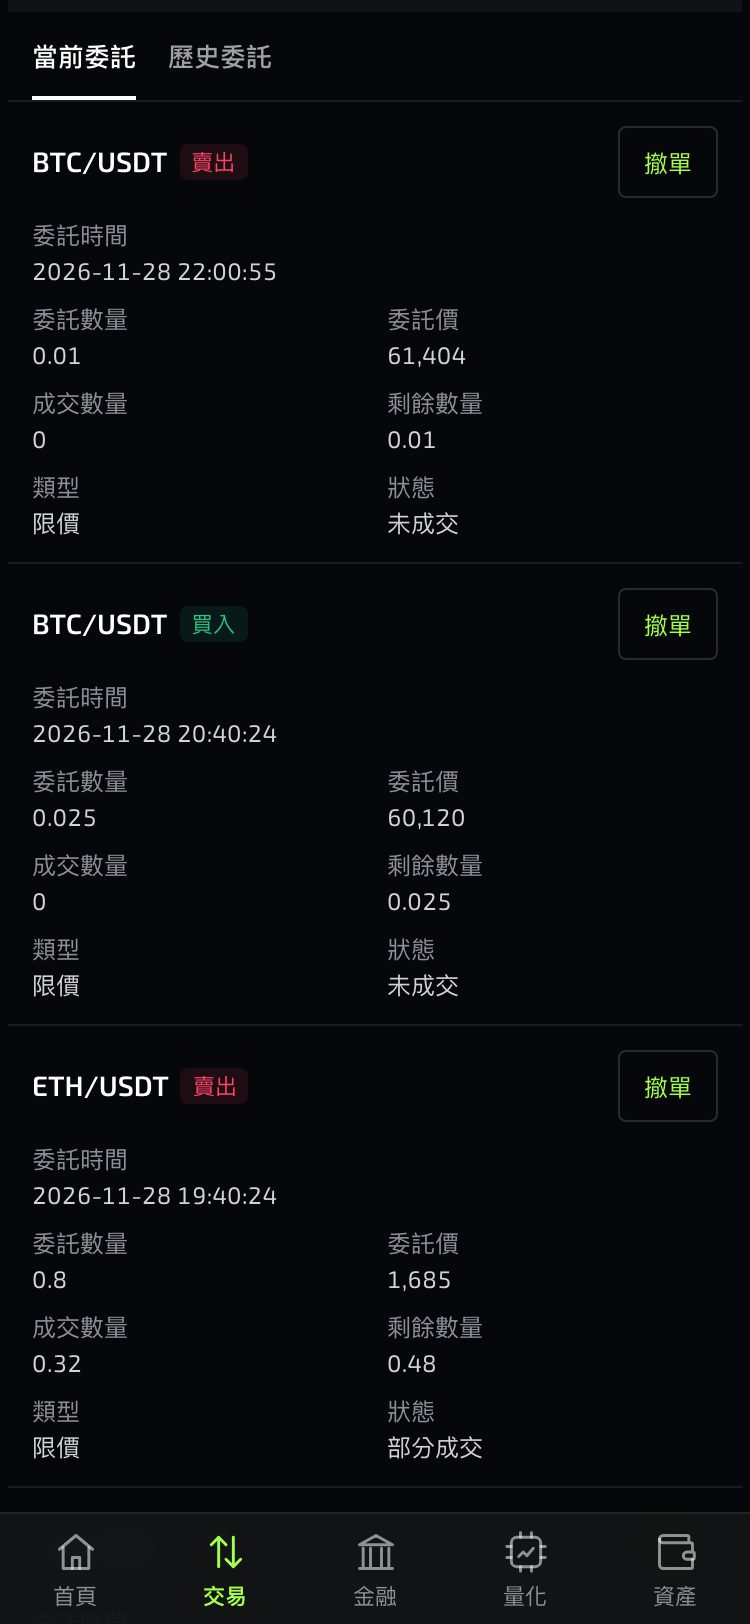 當前委託 歷史委託
BTC/USDT 賣出 撤單
委託時間
2026-11-28 22:00:55
委託數量 委託價
0.01 61,404
成交數量 剩餘數量
0 0.01
類型 狀態
限價 未成交
BTC/USDT 買入 撤單
委託時間
2026-11-28 20:40:24
委託數量 委託價
0.025 60,120
成交數量 剩餘數量
0 0.025
類型 狀態
限價 未成交
ETH/USDT 賣出 撤單
委託時間
2026-11-28 19:40:24
委託數量 委託價
0.8 1,685
成交數量 剩餘數量
0.32 0.48
類型 狀態
限價 部分成交
首頁 交易 金融 量化 資產